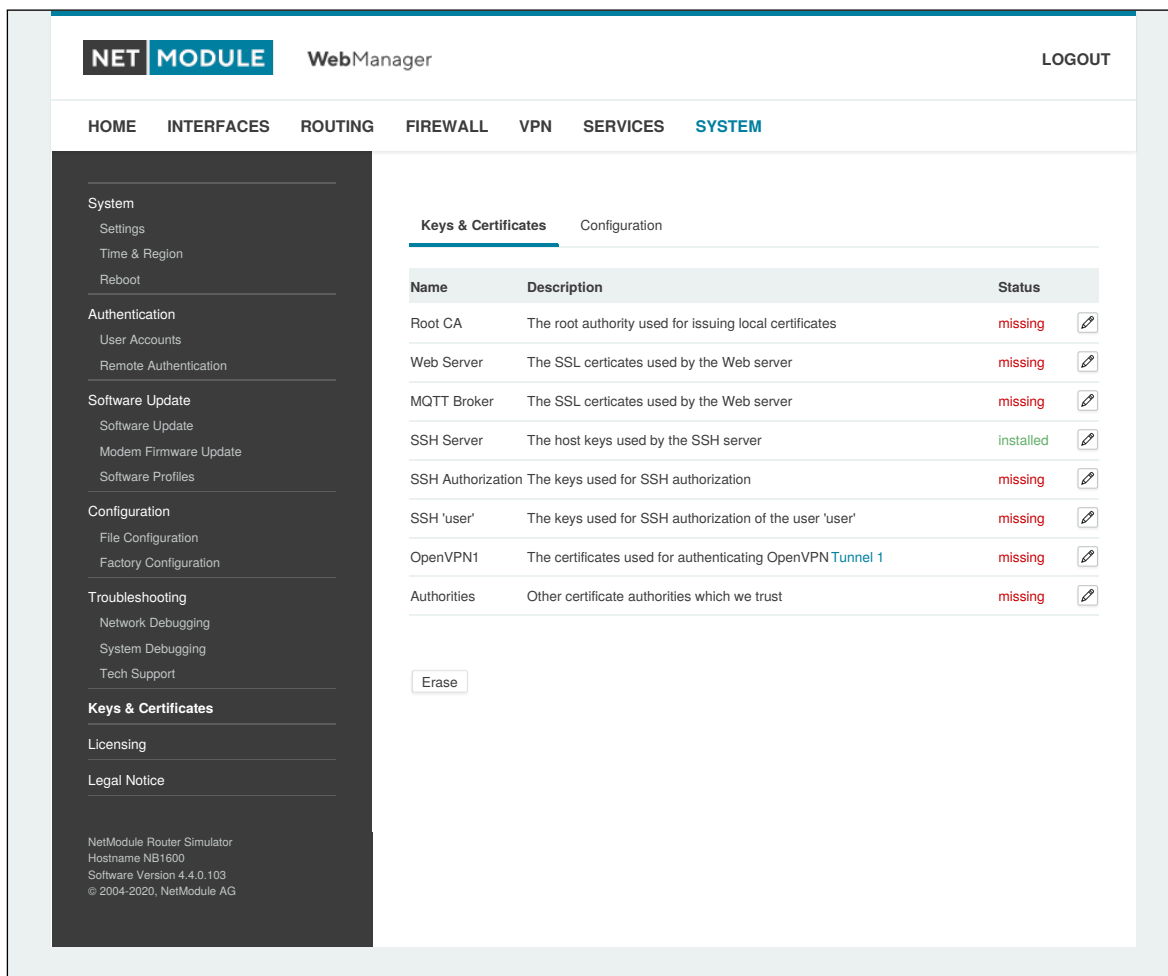 NET MODULE WebManager LOGOUT
HOME INTERFACES ROUTING FIREWALL VPN SERVICES SYSTEM
System
Settings
Time & Region
Reboot
Authentication
User Accounts
Remote Authentication
Software Update
Software Update
Modem Firmware Update
Software Profiles
Configuration
File Configuration
Factory Configuration
Troubleshooting
Network Debugging
System Debugging
Tech Support
Keys & Certificates
Licensing
Legal Notice
NetModule Router Simulator
Hostname NB1600
Software Version 4.4.0.103
© 2004-2020, NetModule AG
Keys & Certificates Configuration
Name Description Status
Root CA The root authority used for issuing local certificates missing
Web Server The SSL certicates used by the Web server missing
MQTT Broker The SSL certicates used by the Web server missing
SSH Server The host keys used by the SSH server installed
SSH Authorization The keys used for SSH authorization missing
SSH 'user' The keys used for SSH authorization of the user 'user' missing
OpenVPN1 The certificates used for authenticating OpenVPN Tunnel 1 missing
Authorities Other certificate authorities which we trust missing
Erase